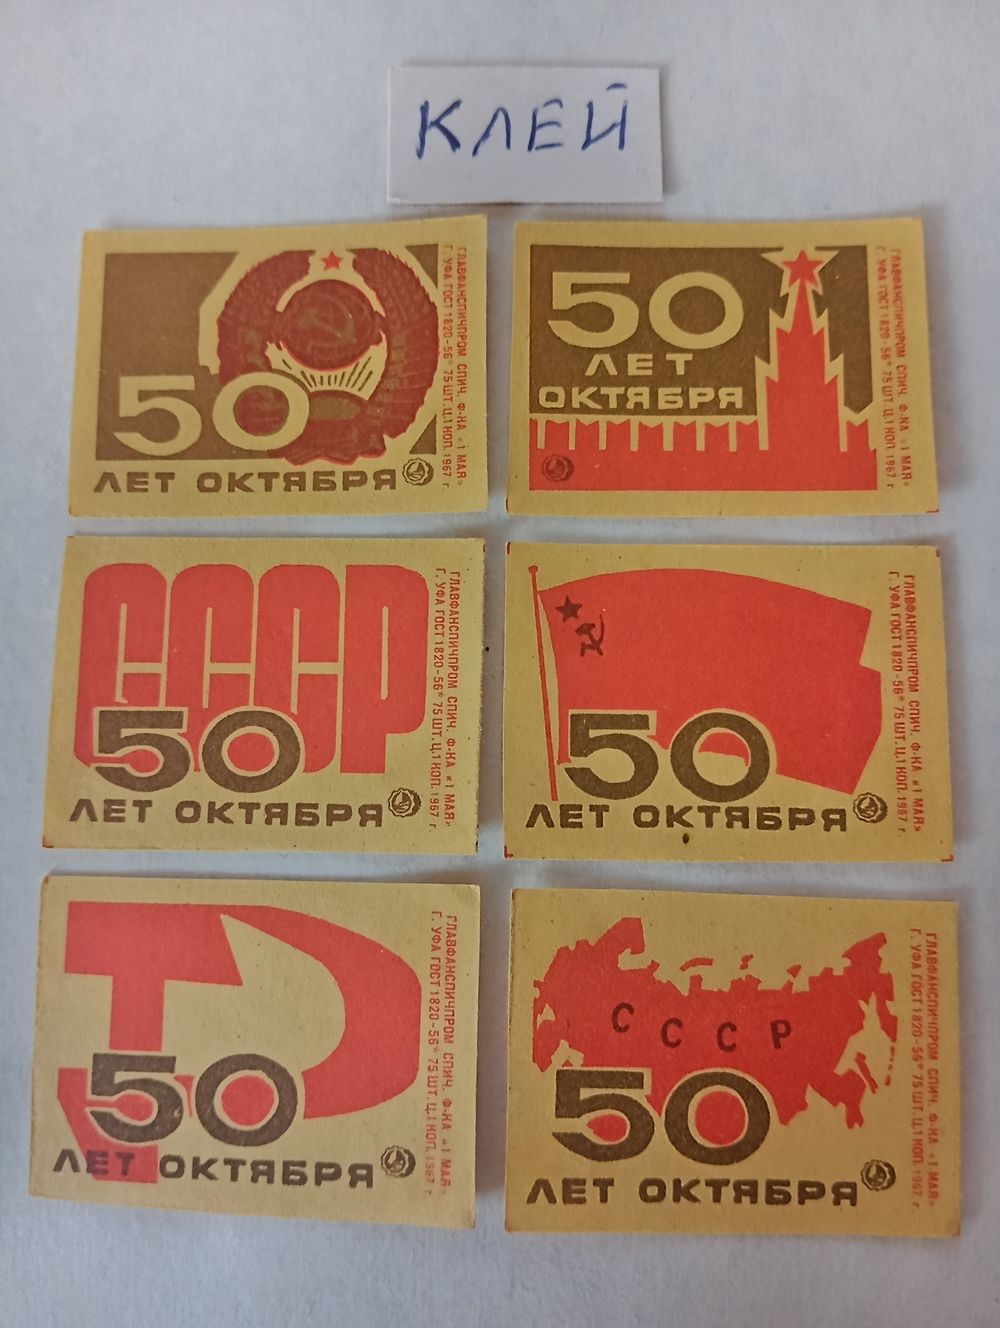 КЛЕЙ
50
ЛЕТ ОКТЯБРЯ
ГЛАВФАНСПИЧПРОМ СПИЧ. Ф-КА «1 МАЯ»
Г. УФА ГОСТ 1820-56* 75 ШТ. Ц. 1 КОП. 1967 г.
50
ЛЕТ
ОКТЯБРЯ
ГЛАВФАНСПИЧПРОМ СПИЧ. Ф-КА «1 МАЯ»
Г. УФА ГОСТ 1820-56* 75 ШТ. Ц. 1 КОП. 1967 г.
СССР
50
ЛЕТ ОКТЯБРЯ
ГЛАВФАНСПИЧПРОМ СПИЧ. Ф-КА «1 МАЯ»
Г. УФА ГОСТ 1820-56* 75 ШТ. Ц. 1 КОП. 1967 г.
50
ЛЕТ ОКТЯБРЯ
ГЛАВФАНСПИЧПРОМ СПИЧ. Ф-КА «1 МАЯ»
Г. УФА ГОСТ 1820-56* 75 ШТ. Ц. 1 КОП. 1967 г.
50
ЛЕТ ОКТЯБРЯ
ГЛАВФАНСПИЧПРОМ СПИЧ. Ф-КА «1 МАЯ»
Г. УФА ГОСТ 1820-56* 75 ШТ. Ц. 1 КОП. 1967 г.
СССР
50
ЛЕТ ОКТЯБРЯ
ГЛАВФАНСПИЧПРОМ СПИЧ. Ф-КА «1 МАЯ»
Г. УФА ГОСТ 1820-56* 75 ШТ. Ц. 1 КОП. 1967 г.